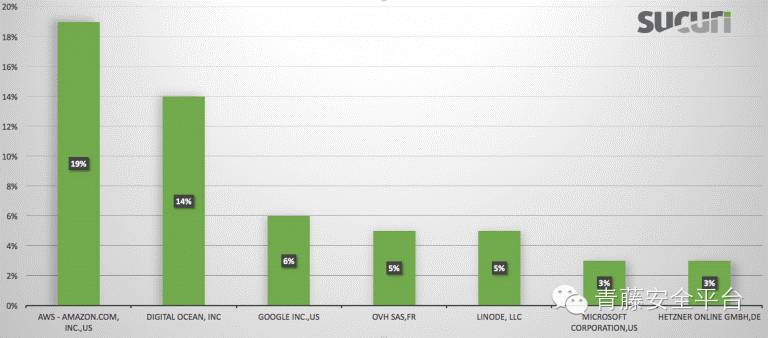 sucuri
20%
18%
16%
14%
12%
10%
8%
6%
4%
2%
0%
19%
14%
6%
5%
5%
3%
3%
AWS - AMAZON.COM,
INC.,US
DIGITAL OCEAN, INC
GOOGLE INC.,US
OVH SAS,FR
LINODE, LLC
MICROSOFT
CORPORATION,US
HETZNER ONLINE GMBH,DE
青藤安全平台